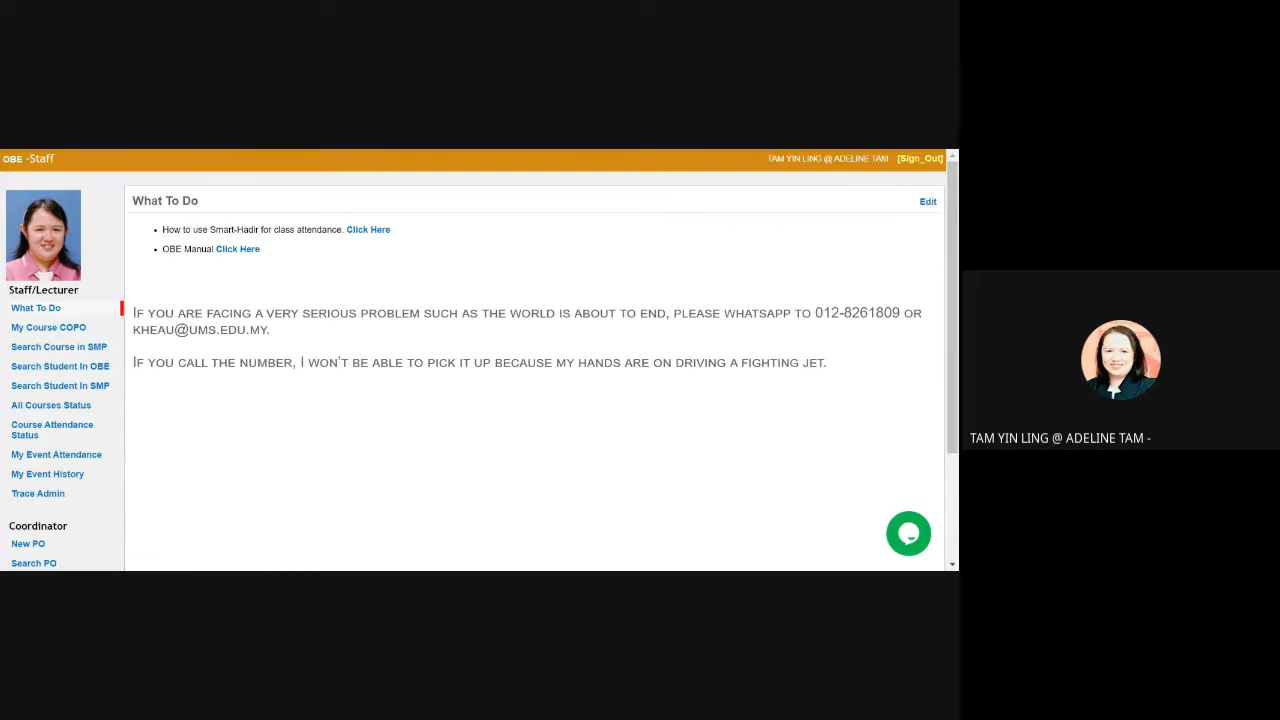 OBE -Staff
TAM YIN LING @ ADELINE TAM [Sign_Out]
What To Do
Edit
How to use Smart-Hadir for class attendance. Click Here
OBE Manual Click Here
IF YOU ARE FACING A VERY SERIOUS PROBLEM SUCH AS THE WORLD IS ABOUT TO END, PLEASE WHATSAPP TO 012-8261809 OR
KHEAU@UMS.EDU.MY.
IF YOU CALL THE NUMBER, I WON'T BE ABLE TO PICK IT UP BECAUSE MY HANDS ARE ON DRIVING A FIGHTING JET.
Staff/Lecturer
What To Do
My Course COPO
Search Course in SMP
Search Student In OBE
Search Student In SMP
All Courses Status
Course Attendance
Status
My Event Attendance
My Event History
Trace Admin
Coordinator
New PO
Search PO
TAM YIN LING @ ADELINE TAM -